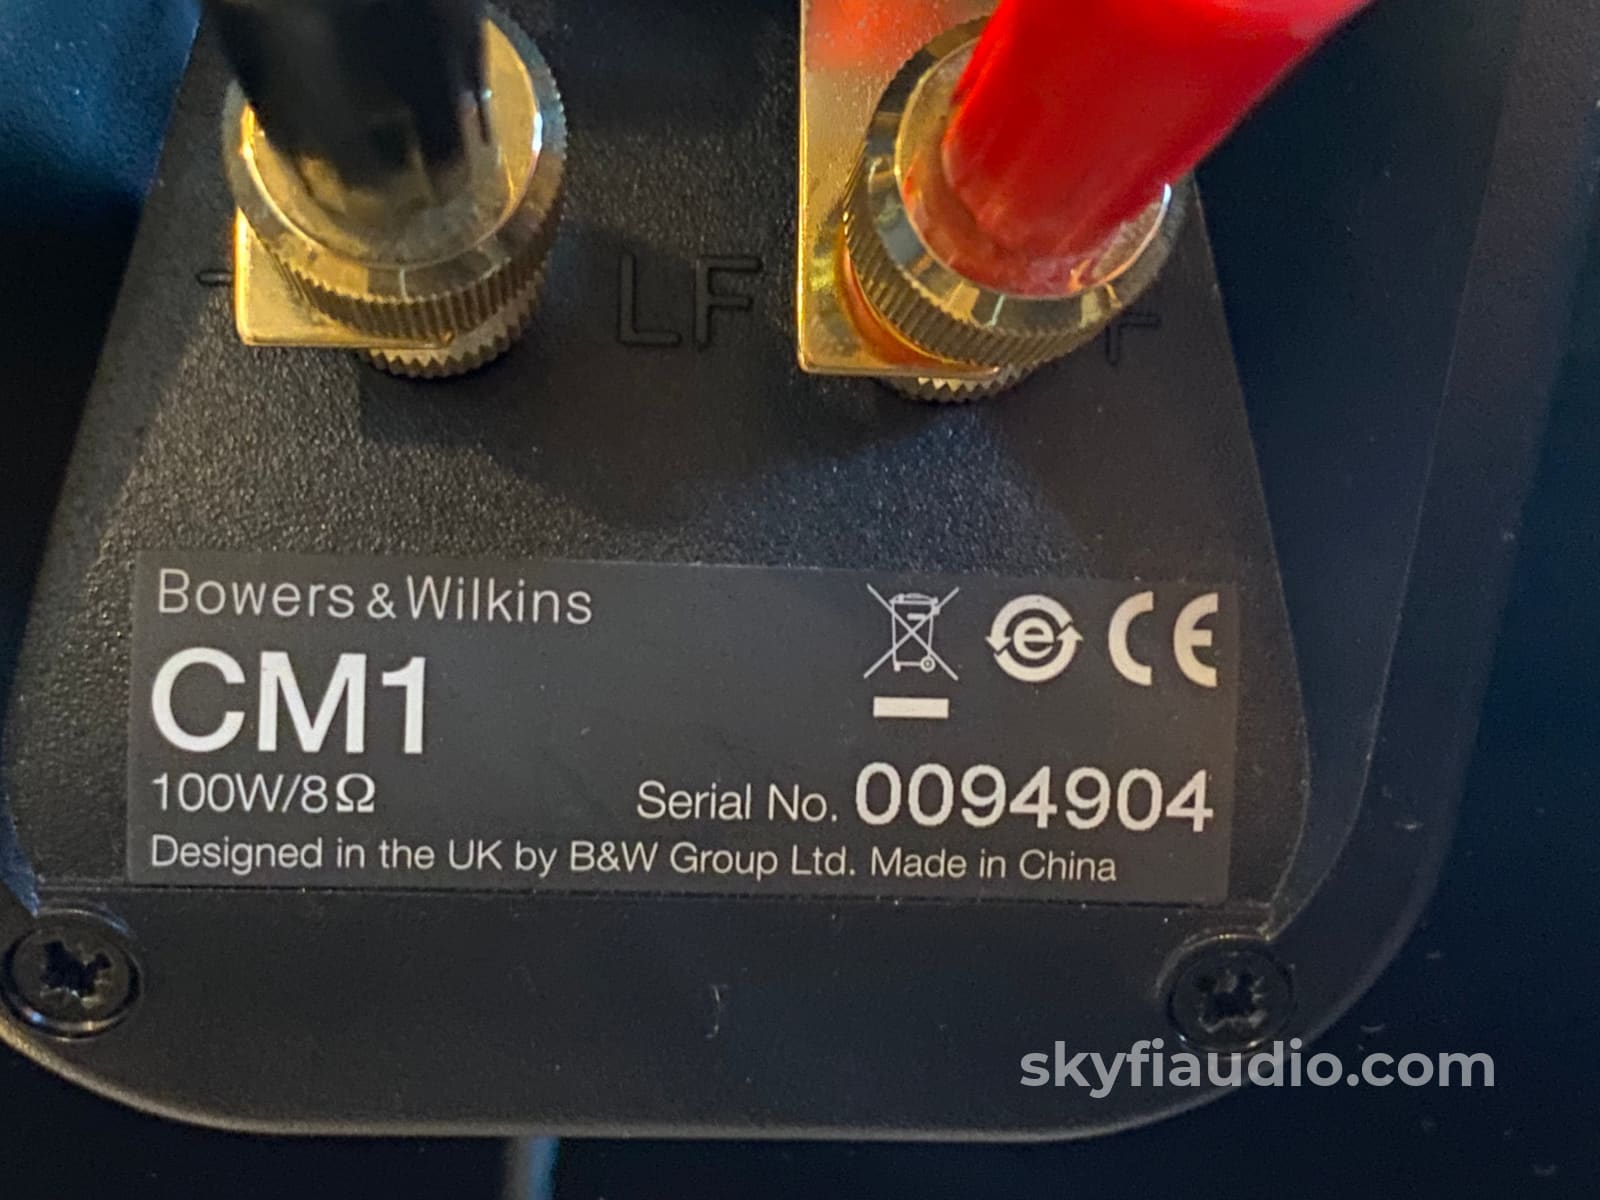 - LF +
Bowers & Wilkins
CM1
100W/8Ω
Serial No. 0094904
Designed in the UK by B&W Group Ltd. Made in China
e
CE
skyfiaudio.com